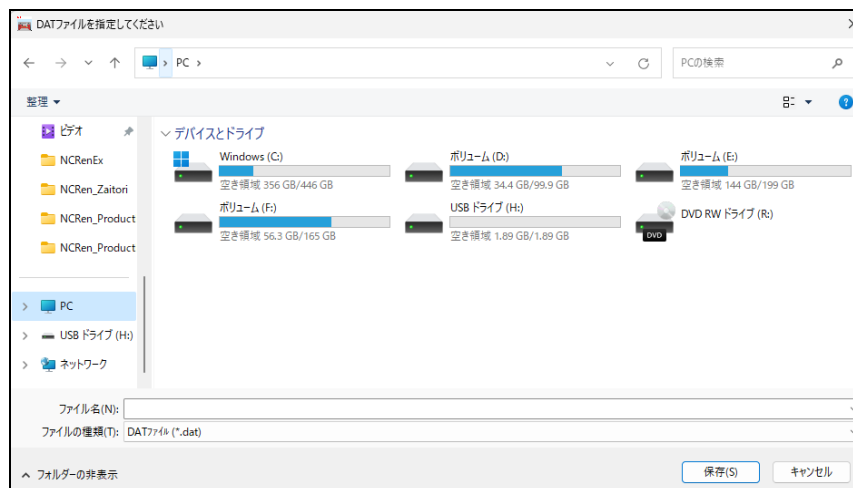 DATファイルを指定してください
PC
PCの検索
整理
ビデオ
NCRenEx
NCRen_Zaitori
NCRen_Product
NCRen_Product
PC
USB ドライブ (H:)
ネットワーク
デバイスとドライブ
Windows (C:)
空き領域 356 GB/446 GB
ボリューム (D:)
空き領域 34.4 GB/99.9 GB
ボリューム (E:)
空き領域 144 GB/199 GB
ボリューム (F:)
空き領域 56.3 GB/165 GB
USB ドライブ (H:)
空き領域 1.89 GB/1.89 GB
DVD RW ドライブ (R:)
DVD
ファイル名(N):
ファイルの種類(T): DATファイル (*.dat)
フォルダーの非表示
保存(S)
キャンセル